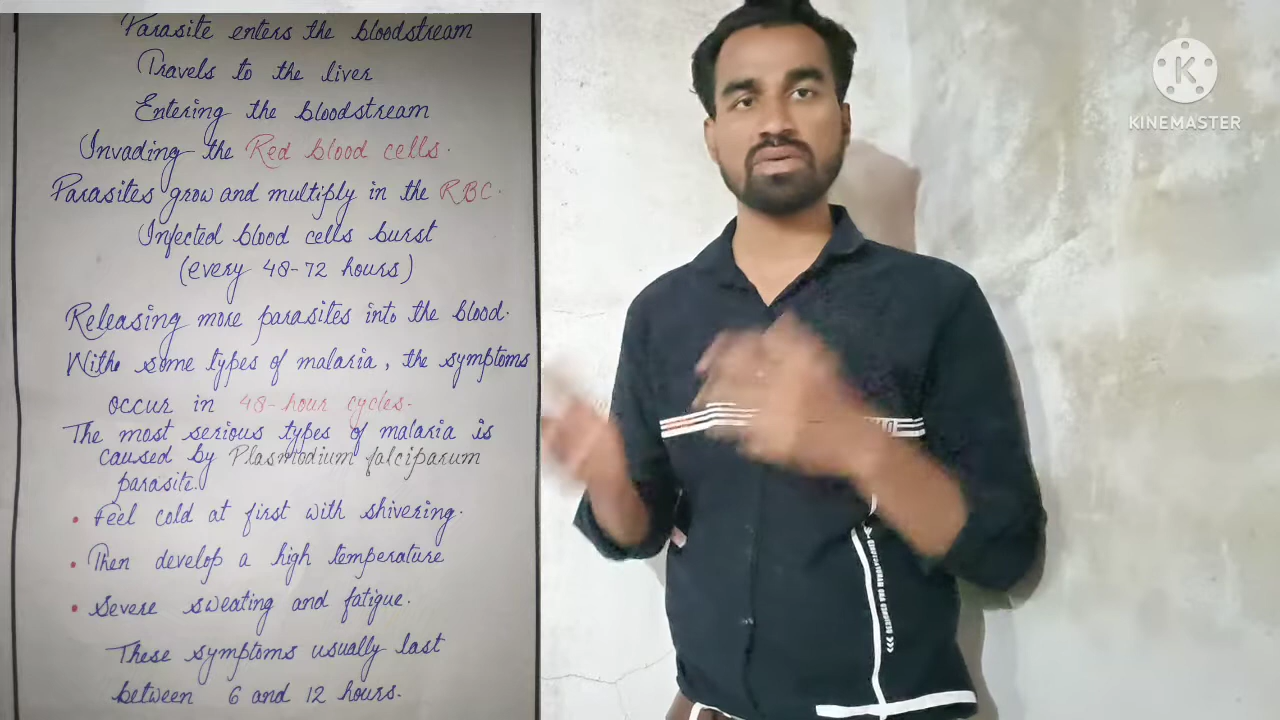 Parasite enters the bloodstream
Travels to the liver
Entering the bloodstream
Invading the Red blood cells.
Parasites grow and multiply in the RBC.
Infected blood cells burst
(every 48-72 hours)
Releasing more parasites into the blood.
With some types of malaria, the symptoms
occur in 48-hour cycles.
The most serious types of malaria is
caused by Plasmodium falciparum
parasite.
• Feel cold at first with shivering.
• Then develop a high temperature
• Severe sweating and fatigue.
These symptoms usually last
between 6 and 12 hours.
K
KINEMASTER